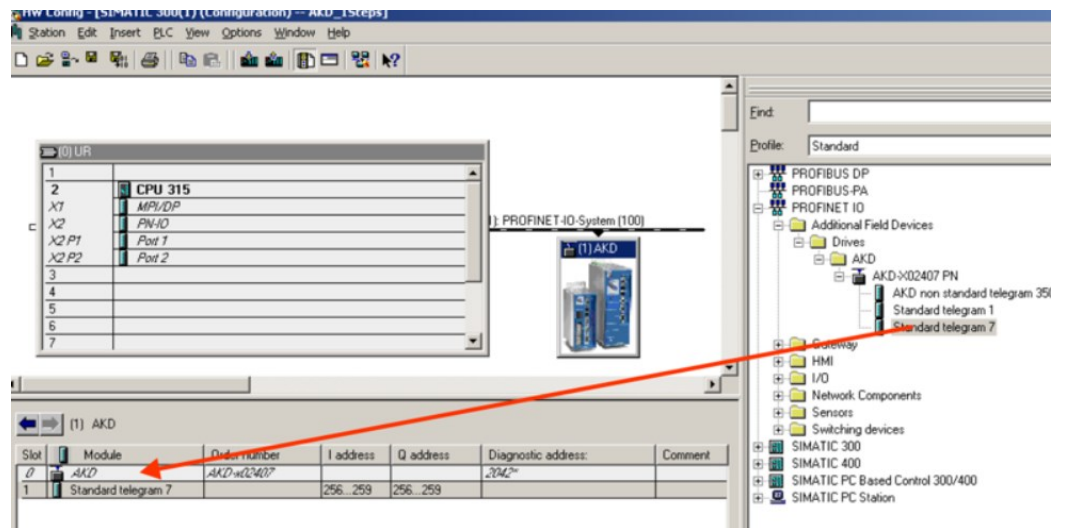 HW Config - [SIMATIC 300(1) (Configuration) -- AKD_1Steps]
Station Edit Insert PLC View Options Window Help
(0) UR
1
2 CPU 315
X1 MPI/DP
X2 PN-IO
X2 P1 Port 1
X2 P2 Port 2
3
4
5
6
7
1): PROFINET-IO-System (100)
(1) AKD
Find:
Profile: Standard
PROFIBUS DP
PROFIBUS-PA
PROFINET IO
Additional Field Devices
Drives
AKD
AKD-X02407 PN
AKD non standard telegram 350
Standard telegram 1
Standard telegram 7
Gateway
HMI
I/O
Network Components
Sensors
Switching devices
SIMATIC 300
SIMATIC 400
SIMATIC PC Based Control 300/400
SIMATIC PC Station
(1) AKD
Slot Module Order number I address Q address Diagnostic address: Comment
0 AKD AKD-x02407 2042*
1 Standard telegram 7 256...259 256...259